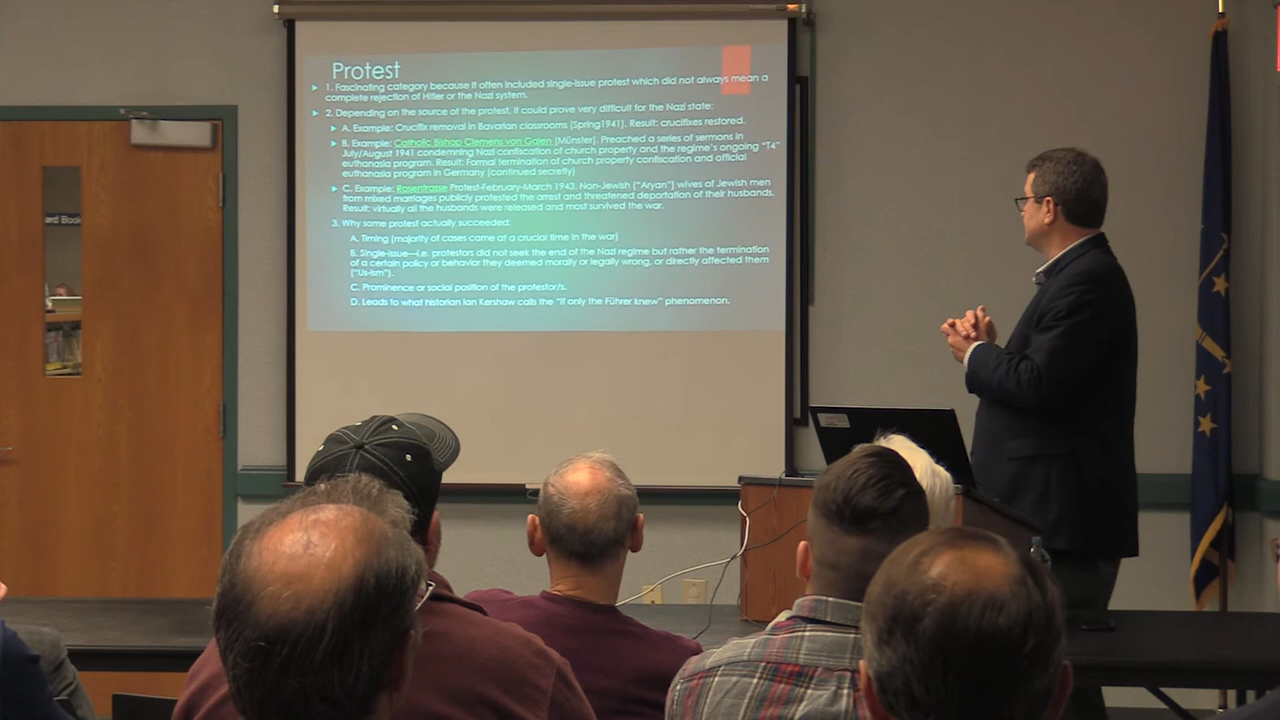 Protest
1. Fascinating category because it often included single-issue protest which did not always mean a
complete rejection of Hitler or the Nazi system.
2. Depending on the source of the protest, it could prove very difficult for the Nazi state:
A. Example: Crucifix removal in Bavarian classrooms (Spring1941). Result: crucifixes restored.
B. Example: Catholic Bishop Clemens von Galen (Münster). Preached a series of sermons in
July/August 1941 condemning Nazi confiscation of church property and the regime's ongoing "T4"
euthanasia program. Result: Formal termination of church property confiscation and official
euthanasia program in Germany (continued secretly)
C. Example: Rosentrasse Protest-February-March 1943. Non-Jewish ("Aryan") wives of Jewish men
from mixed marriages publicly protested the arrest and threatened deportation of their husbands.
Result: virtually all the husbands were released and most survived the war.
3. Why some protest actually succeeded:
A. Timing (majority of cases came at a crucial time in the war)
B. Single-issue—i.e. protestors did not seek the end of the Nazi regime but rather the termination
of a certain policy or behavior they deemed morally or legally wrong, or directly affected them
("Us-ism").
C. Prominence or social position of the protestor/s.
D. Leads to what historian Ian Kershaw calls the "if only the Führer knew" phenomenon.
ard Book